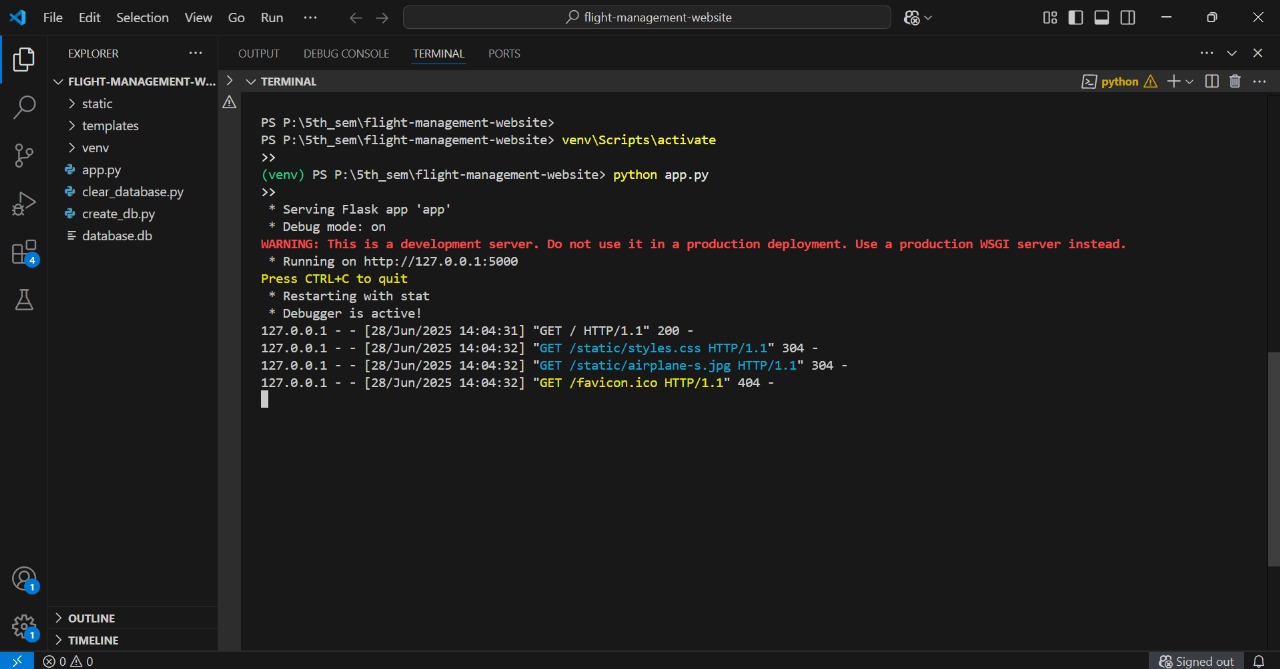 File Edit Selection View Go Run ··· flight-management-website
EXPLORER ···
FLIGHT-MANAGEMENT-W...
static
templates
venv
app.py
clear_database.py
create_db.py
database.db
4
1
1
OUTLINE
TIMELINE
OUTPUT DEBUG CONSOLE TERMINAL PORTS ···
TERMINAL python ···
PS P:\5th_sem\flight-management-website>
PS P:\5th_sem\flight-management-website> venv\Scripts\activate
>>
(venv) PS P:\5th_sem\flight-management-website> python app.py
>>
 * Serving Flask app 'app'
 * Debug mode: on
WARNING: This is a development server. Do not use it in a production deployment. Use a production WSGI server instead.
 * Running on http://127.0.0.1:5000
Press CTRL+C to quit
 * Restarting with stat
 * Debugger is active!
127.0.0.1 - - [28/Jun/2025 14:04:31] "GET / HTTP/1.1" 200 -
127.0.0.1 - - [28/Jun/2025 14:04:32] "GET /static/styles.css HTTP/1.1" 304 -
127.0.0.1 - - [28/Jun/2025 14:04:32] "GET /static/airplane-s.jpg HTTP/1.1" 304 -
127.0.0.1 - - [28/Jun/2025 14:04:32] "GET /favicon.ico HTTP/1.1" 404 -
0 0 Signed out